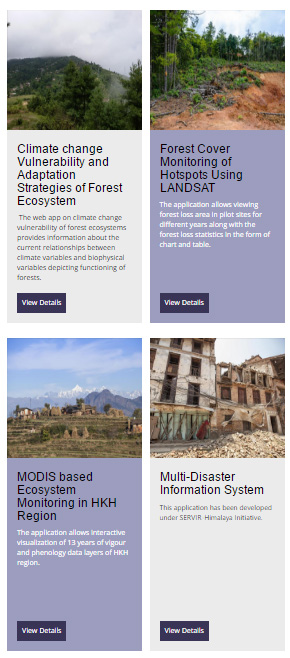 Climate change
Vulnerability and
Adaptation
Strategies of Forest
Ecosystem
The web app on climate change
vulnerability of forest ecosystems
provides information about the
current relationships between
climate variables and biophysical
variables depicting functioning of
forests.
View Details
Forest Cover
Monitoring of
Hotspots Using
LANDSAT
The application allows viewing
forest loss area in pilot sites for
different years along with the
forest loss statistics in the form of
chart and table.
View Details
MODIS based
Ecosystem
Monitoring in HKH
Region
The application allows interactive
visualization of 13 years of vigour
and phenology data layers of HKH
region.
View Details
Multi-Disaster
Information System
This application has been developed
under SERVIR-Himalaya Initiative.
View Details